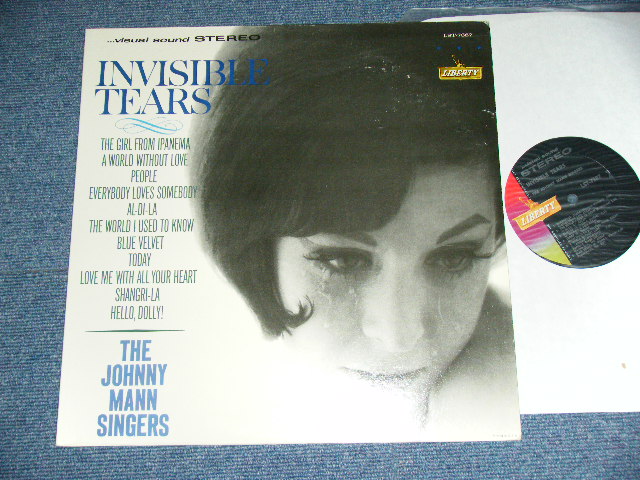 ...visual sound STEREO
INVISIBLE
TEARS
THE GIRL FROM IPANEMA
A WORLD WITHOUT LOVE
PEOPLE
EVERYBODY LOVES SOMEBODY
AL-DI-LA
THE WORLD I USED TO KNOW
BLUE VELVET
TODAY
LOVE ME WITH ALL YOUR HEART
SHANGRI-LA
HELLO, DOLLY!
THE
JOHNNY
MANN
SINGERS
LIBERTY
STEREO
LIBERTY